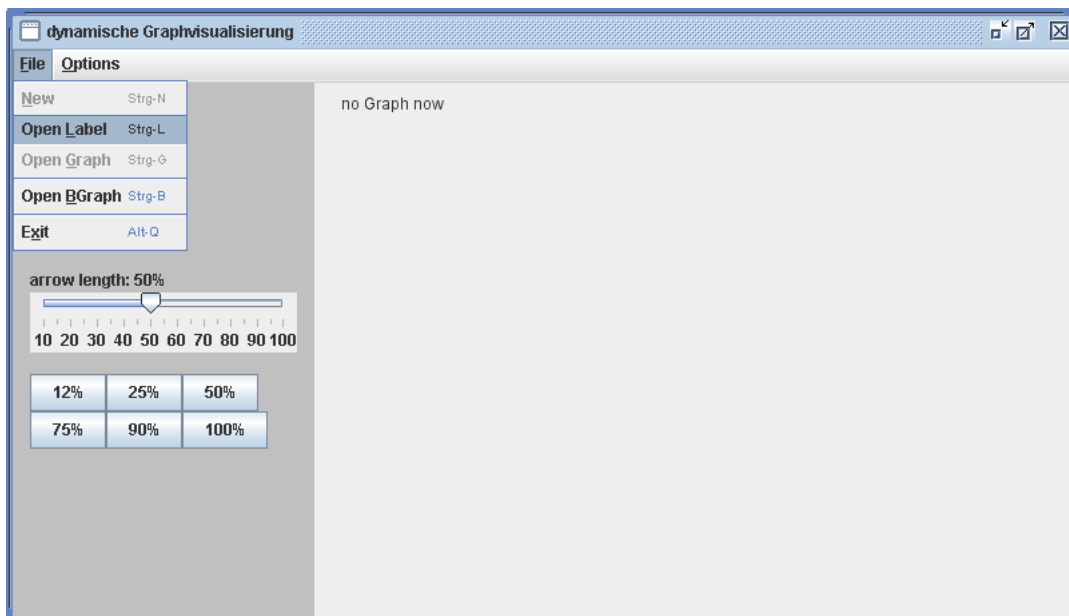 dynamische Graphvisualisierung
File Options
New Strg-N
Open Label Strg-L
Open Graph Strg-G
Open BGraph Strg-B
Exit Alt-Q
no Graph now
arrow length: 50%
10 20 30 40 50 60 70 80 90 100
12% 25% 50%
75% 90% 100%